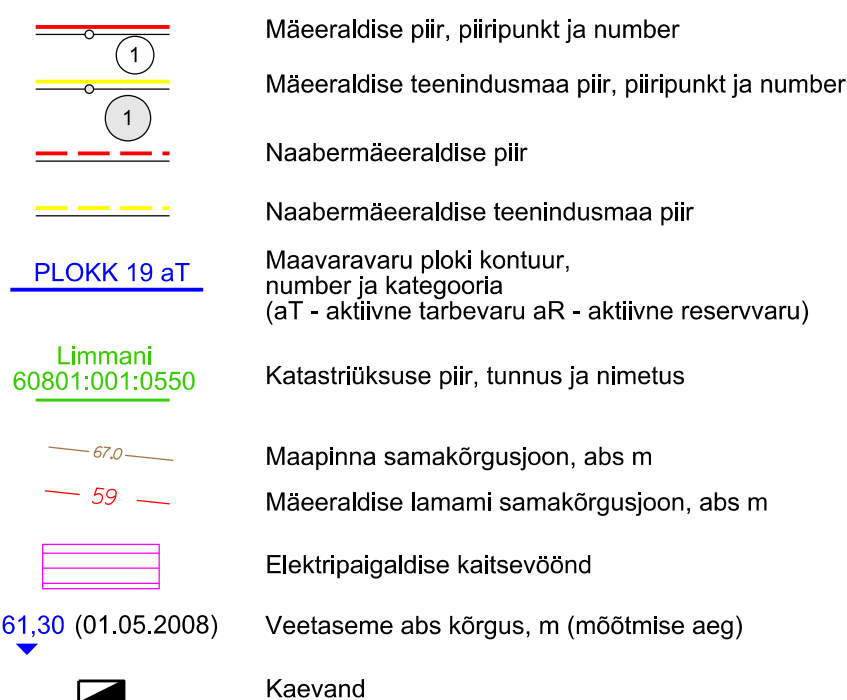 Mäeeraldise piir, piiripunkt ja number
1
Mäeeraldise teenindusmaa piir, piiripunkt ja number
1
Naabermäeeraldise piir
Naabermäeeraldise teenindusmaa piir
PLOKK 19 aT
Maavaravaru ploki kontuur,
number ja kategooria
(aT - aktiivne tarbevaru aR - aktiivne reservvaru)
Limmani
60801:001:0550
Katastriüksuse piir, tunnus ja nimetus
67.0
Maapinna samakõrgusjoon, abs m
59
Mäeeraldise lamami samakõrgusjoon, abs m
Elektripaigaldise kaitsevöönd
61,30 (01.05.2008)
Veetaseme abs kõrgus, m (mõõtmise aeg)
Kaevand